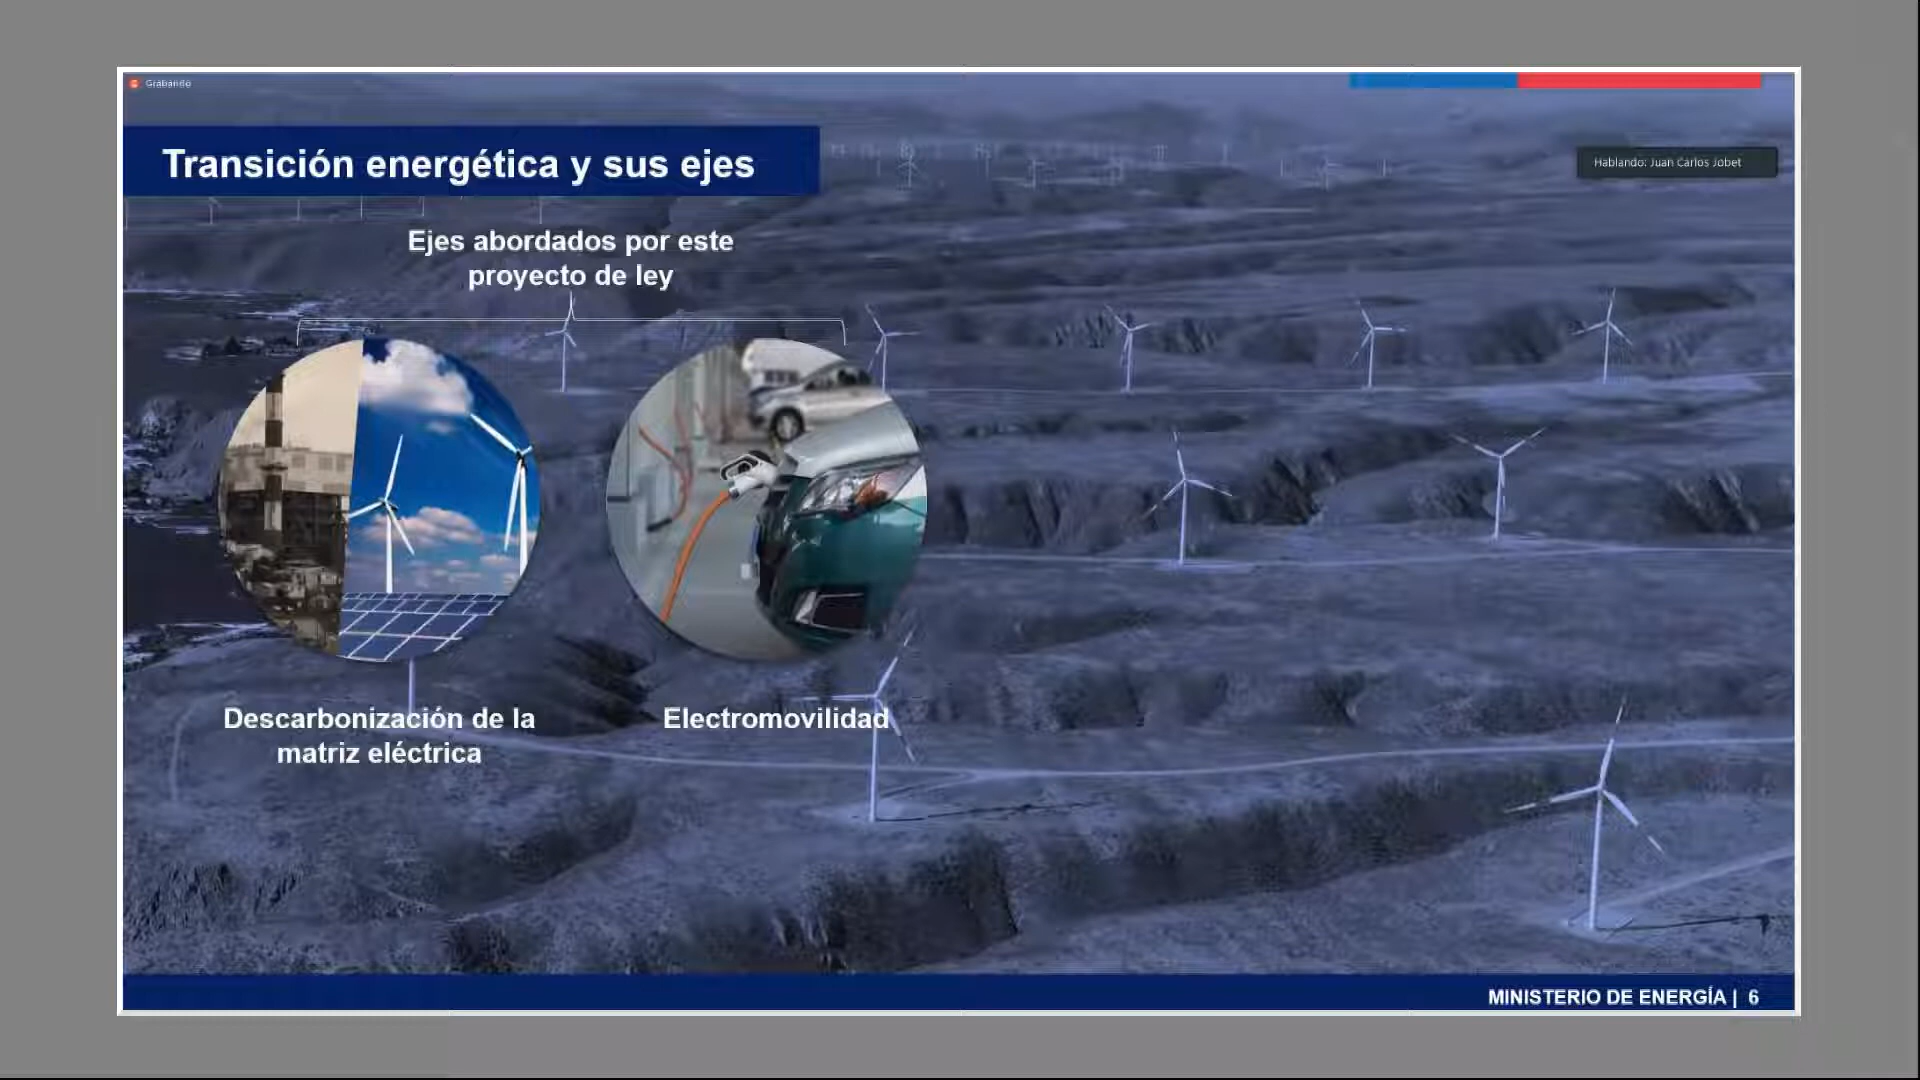 Grabando
Transición energética y sus ejes
Hablando: Juan Carlos Jobet
Ejes abordados por este
proyecto de ley
Descarbonización de la
matriz eléctrica
Electromovilidad
MINISTERIO DE ENERGÍA | 6